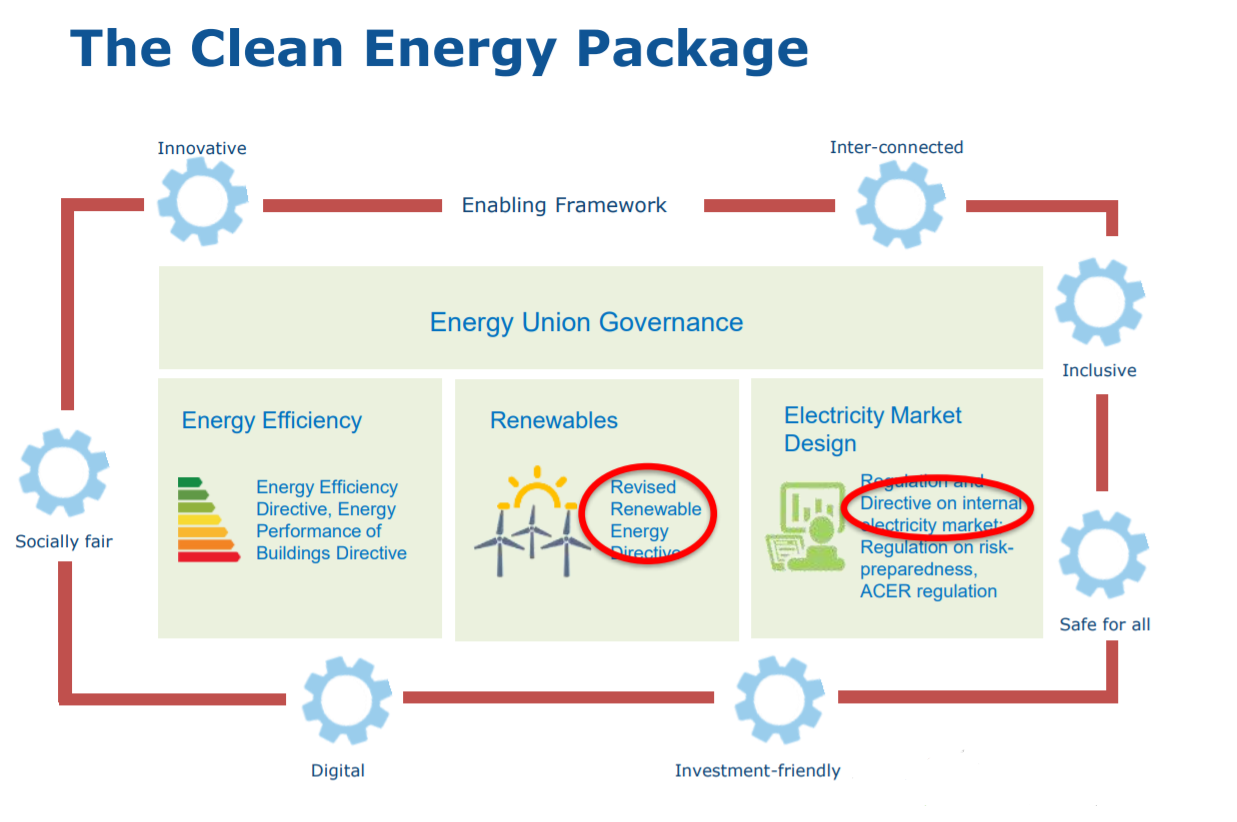 The Clean Energy Package
Innovative
Inter-connected
Enabling Framework
Energy Union Governance
Inclusive
Energy Efficiency
Energy Efficiency
Directive, Energy
Performance of
Buildings Directive
Renewables
Revised
Renewable
Energy
Directive
Electricity Market
Design
Regulation and
Directive on internal
electricity market;
Regulation on risk-
preparedness,
ACER regulation
Socially fair
Safe for all
Digital
Investment-friendly